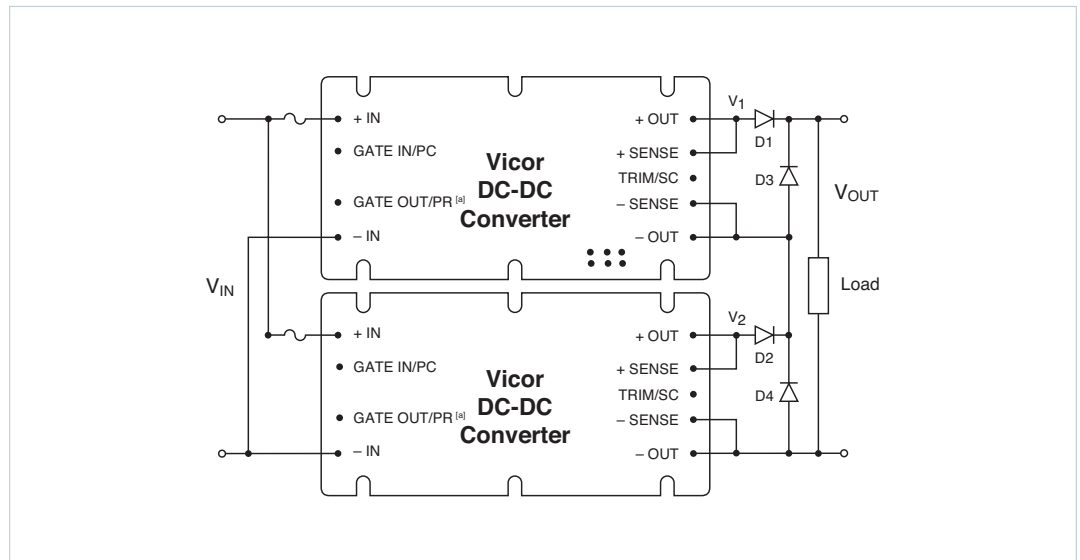 + IN
GATE IN/PC
GATE OUT/PR [a]
– IN
Vicor
DC-DC
Converter
+ OUT
+ SENSE
TRIM/SC
– SENSE
– OUT
V1
D1
D3
VOUT
Load
VIN
+ IN
GATE IN/PC
GATE OUT/PR [a]
– IN
Vicor
DC-DC
Converter
+ OUT
+ SENSE
TRIM/SC
– SENSE
– OUT
V2
D2
D4